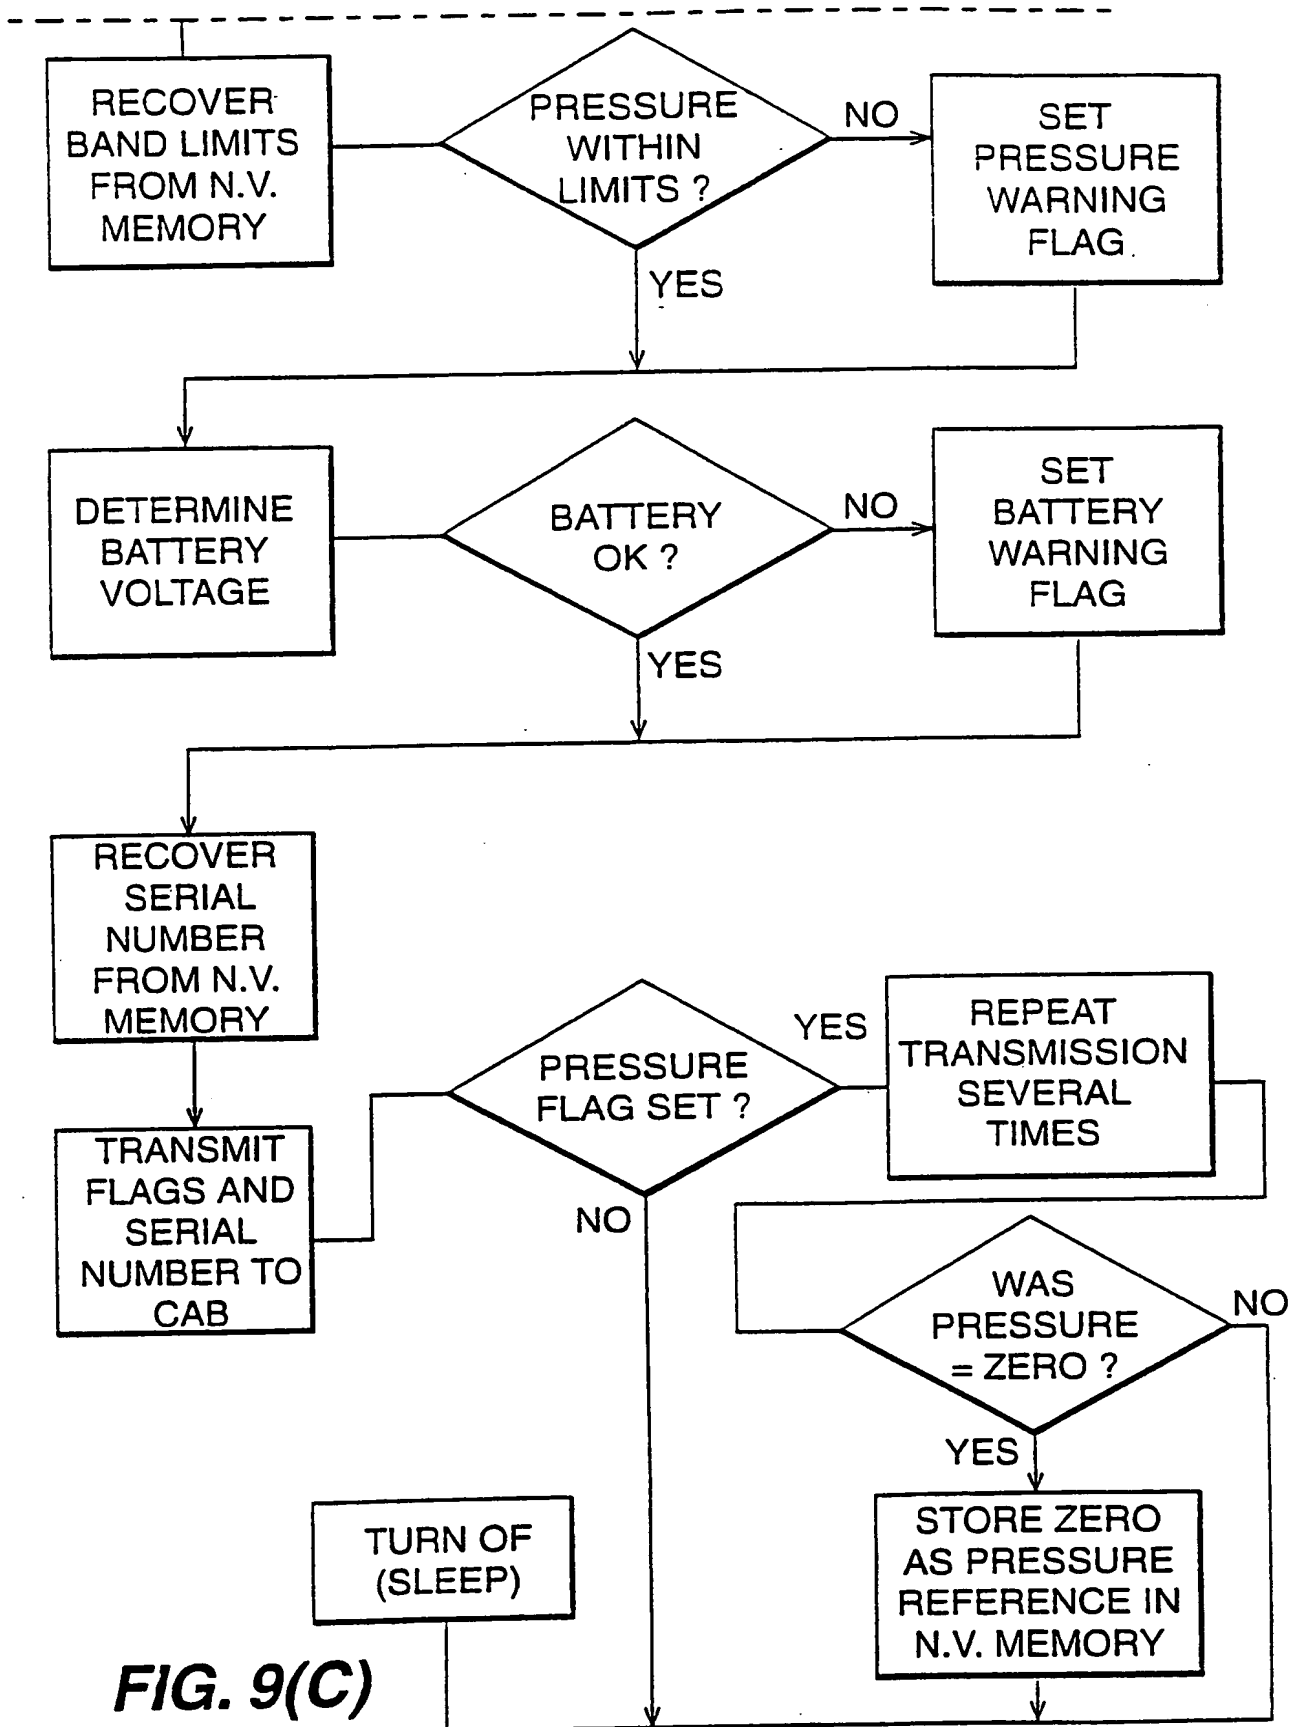 RECOVER
BAND LIMITS
FROM N.V.
MEMORY
PRESSURE
WITHIN
LIMITS ?
NO
SET
PRESSURE
WARNING
FLAG
YES
DETERMINE
BATTERY
VOLTAGE
BATTERY
OK ?
NO
SET
BATTERY
WARNING
FLAG
YES
RECOVER
SERIAL
NUMBER
FROM N.V.
MEMORY
TRANSMIT
FLAGS AND
SERIAL
NUMBER TO
CAB
PRESSURE
FLAG SET ?
YES
REPEAT
TRANSMISSION
SEVERAL
TIMES
NO
WAS
PRESSURE
= ZERO ?
NO
YES
STORE ZERO
AS PRESSURE
REFERENCE IN
N.V. MEMORY
TURN OF
(SLEEP)
FIG. 9(C)